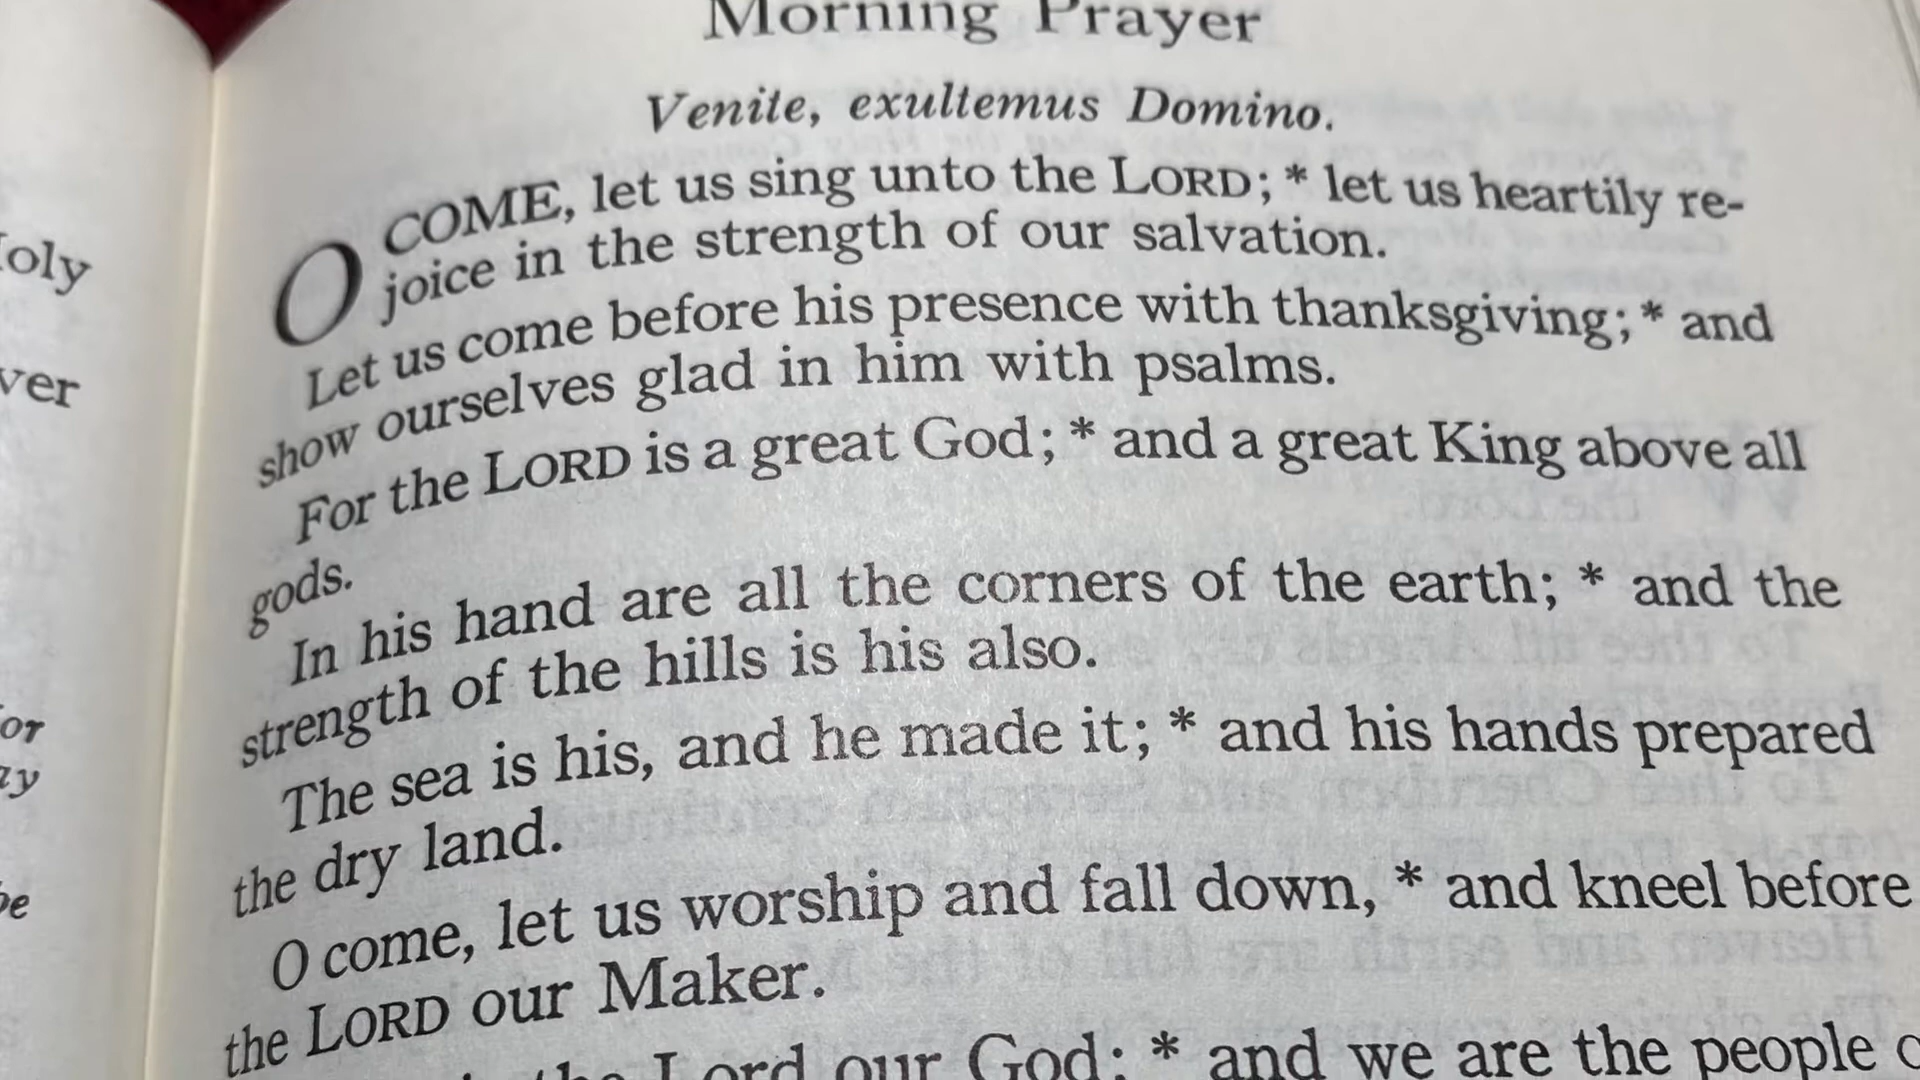 Morning Prayer
Venite, exultemus Domino.
O COME, let us sing unto the LORD; * let us heartily re-
joice in the strength of our salvation.
Let us come before his presence with thanksgiving; * and
show ourselves glad in him with psalms.
For the LORD is a great God; * and a great King above all
gods.
In his hand are all the corners of the earth; * and the
strength of the hills is his also.
The sea is his, and he made it; * and his hands prepared
the dry land.
O come, let us worship and fall down, * and kneel before
the LORD our Maker.
the Lord our God; * and we are the people